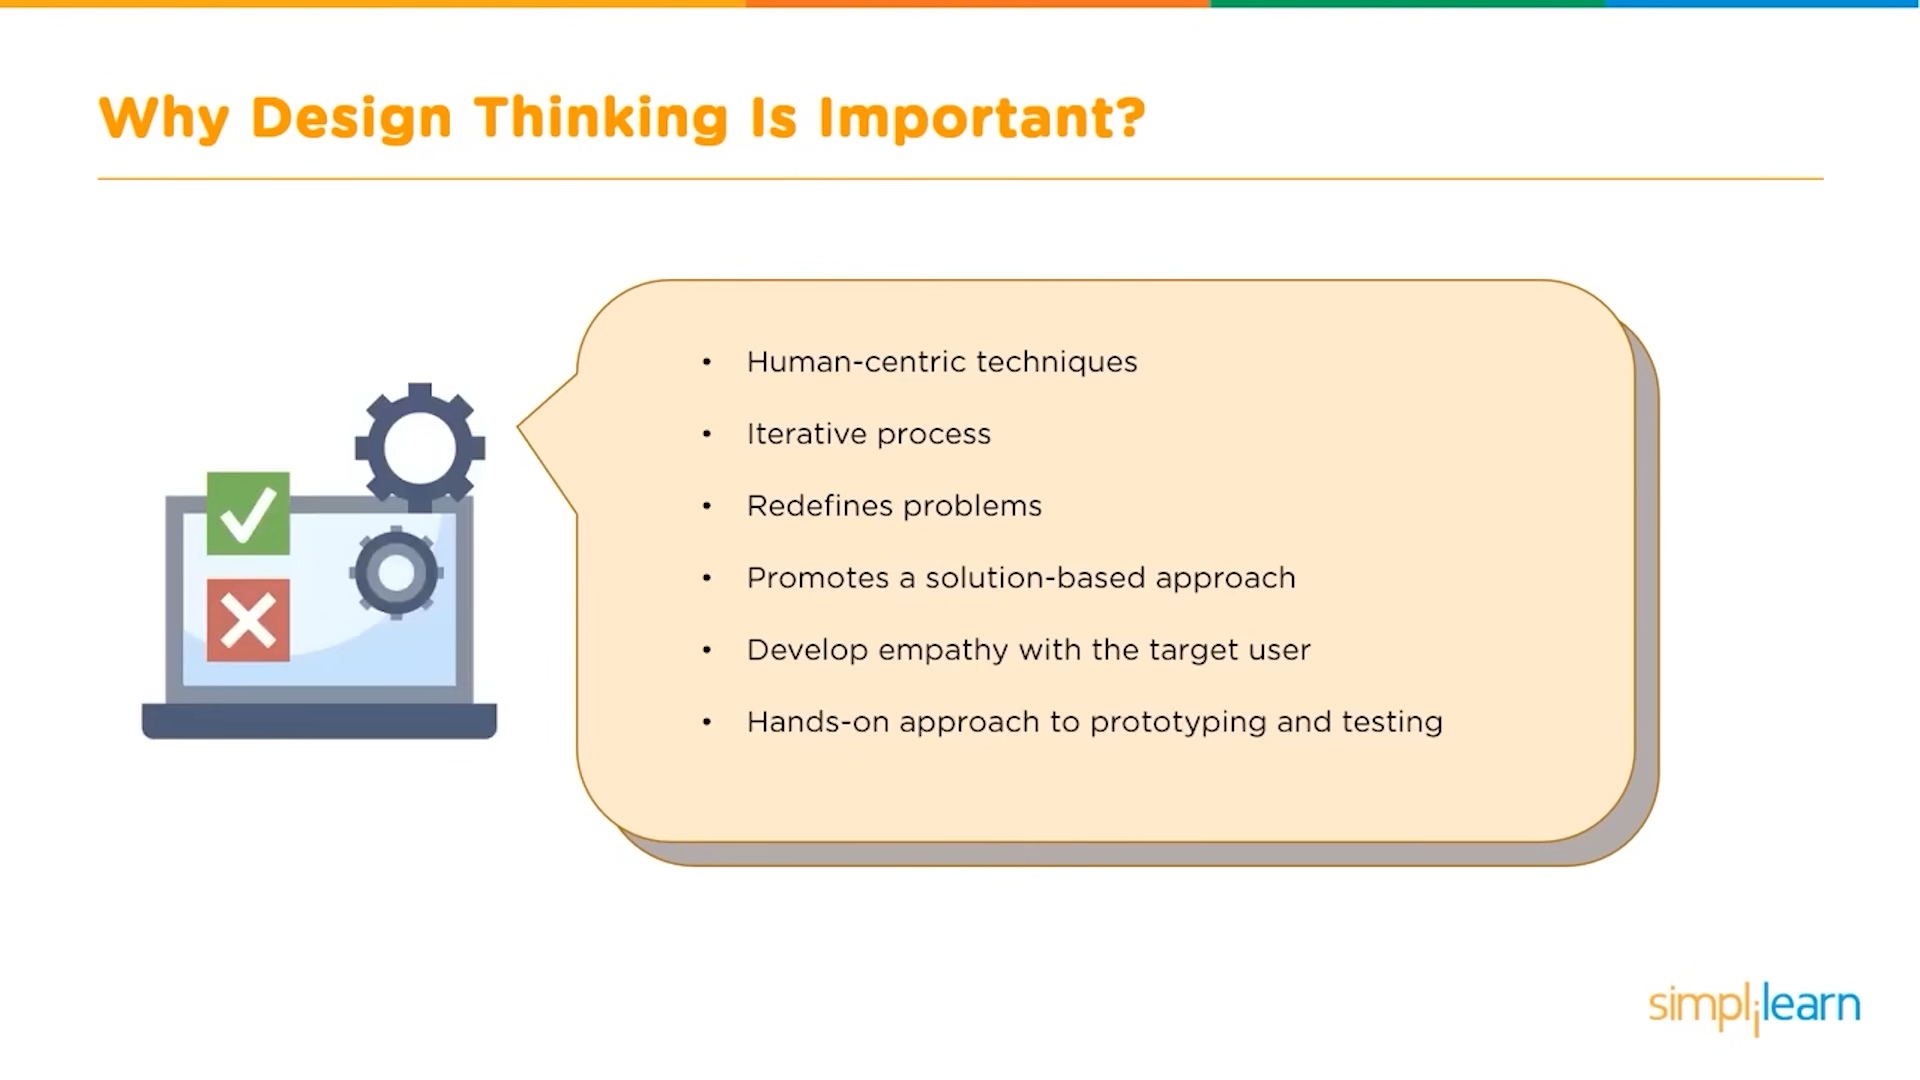 Why Design Thinking Is Important?
• Human-centric techniques
• Iterative process
• Redefines problems
• Promotes a solution-based approach
• Develop empathy with the target user
• Hands-on approach to prototyping and testing
simplilearn